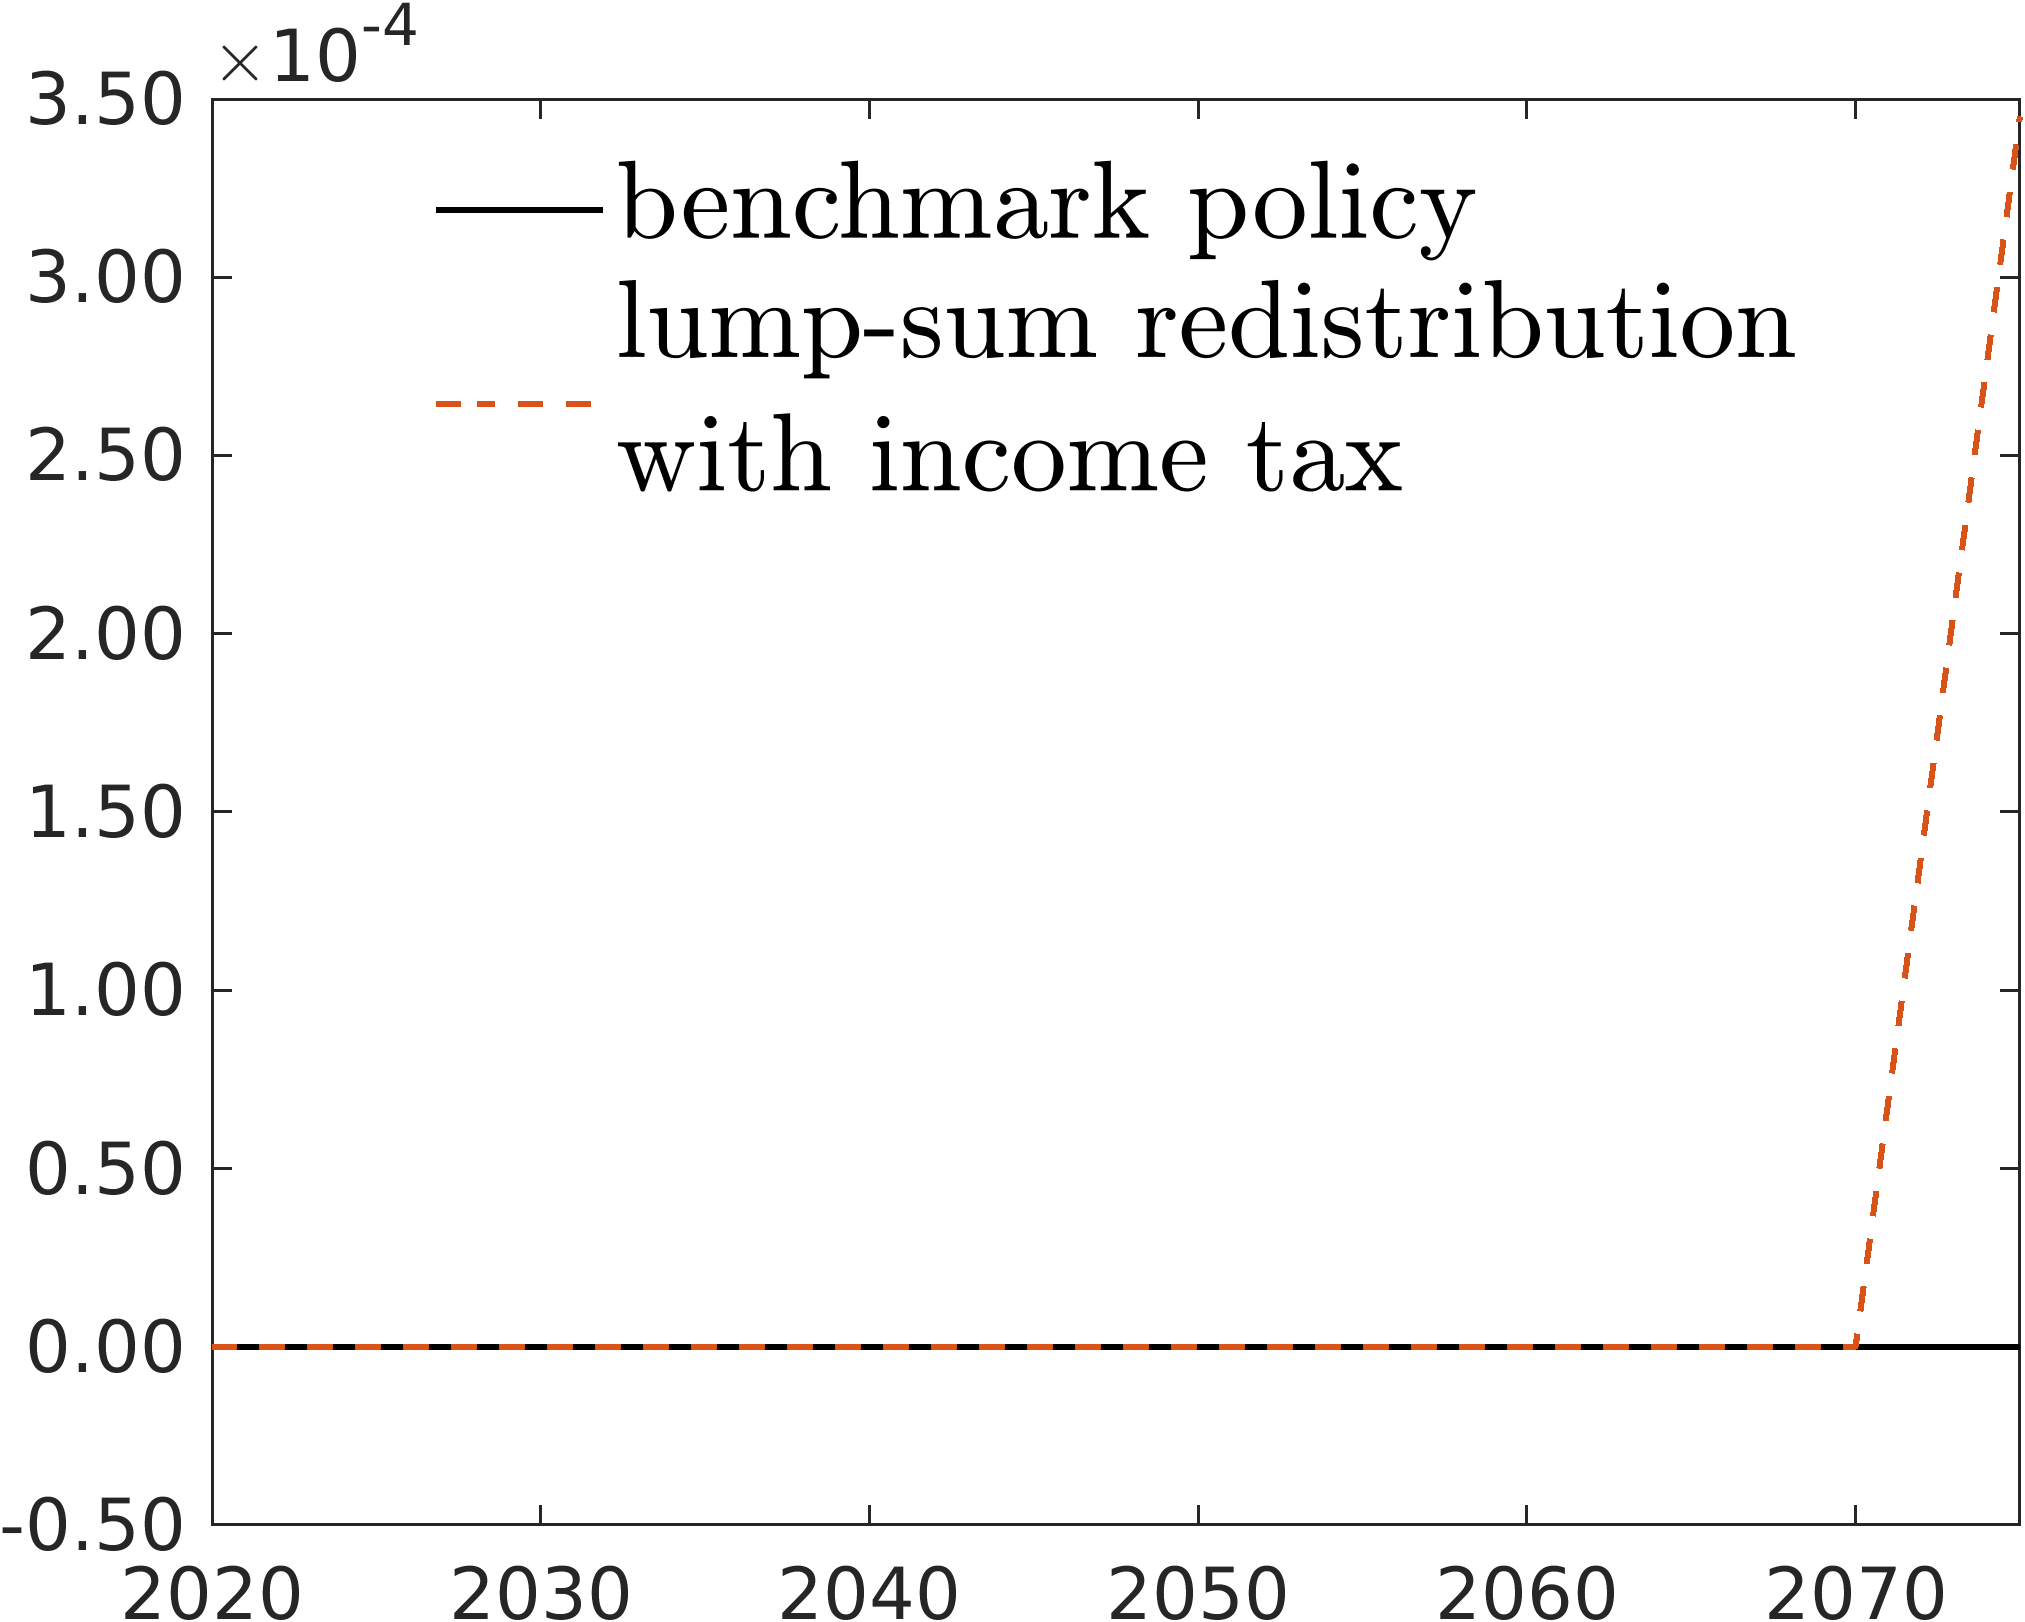 ×10-4
3.50
benchmark policy
3.00
lump-sum redistribution
2.50
with income tax
2.00
1.50
1.00
0.50
0.00
-0.50
2020 2030 2040 2050 2060 2070